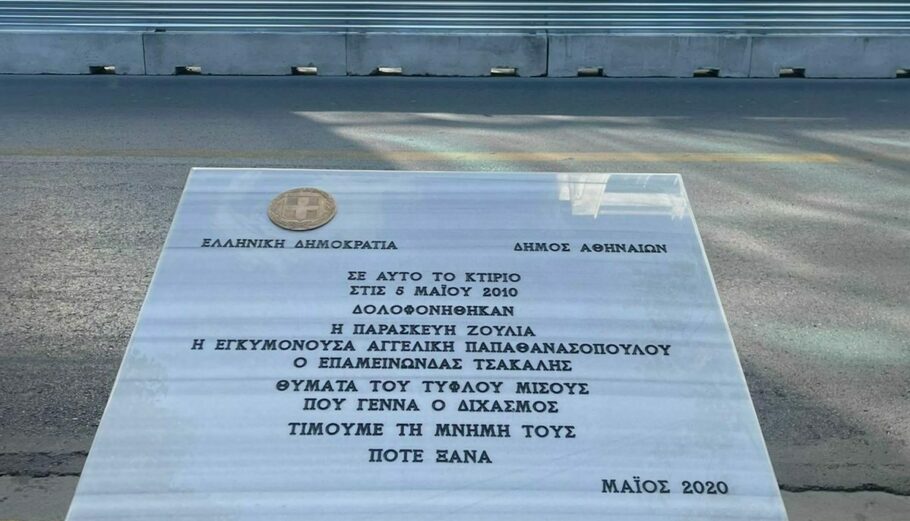 ΕΛΛΗΝΙΚΗ ΔΗΜΟΚΡΑΤΙΑ
ΔΗΜΟΣ ΑΘΗΝΑΙΩΝ
ΣΕ ΑΥΤΟ ΤΟ ΚΤΙΡΙΟ
ΣΤΙΣ 5 ΜΑΪΟΥ 2010
ΔΟΛΟΦΟΝΗΘΗΚΑΝ
Η ΠΑΡΑΣΚΕΥΗ ΖΟΥΛΙΑ
Η ΕΓΚΥΜΟΝΟΥΣΑ ΑΓΓΕΛΙΚΗ ΠΑΠΑΘΑΝΑΣΟΠΟΥΛΟΥ
Ο ΕΠΑΜΕΙΝΩΝΔΑΣ ΤΣΑΚΑΛΗΣ
ΘΥΜΑΤΑ ΤΟΥ ΤΥΦΛΟΥ ΜΙΣΟΥΣ
ΠΟΥ ΓΕΝΝΑ Ο ΔΙΧΑΣΜΟΣ
ΤΙΜΟΥΜΕ ΤΗ ΜΝΗΜΗ ΤΟΥΣ
ΠΟΤΕ ΞΑΝΑ
ΜΑΪΟΣ 2020